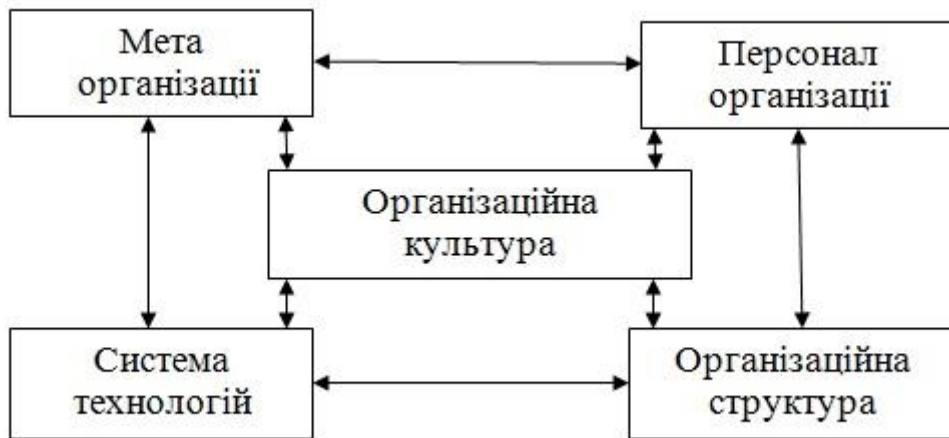 Мета
організації
Персонал
організації
Організаційна
культура
Система
технологій
Організаційна
структура